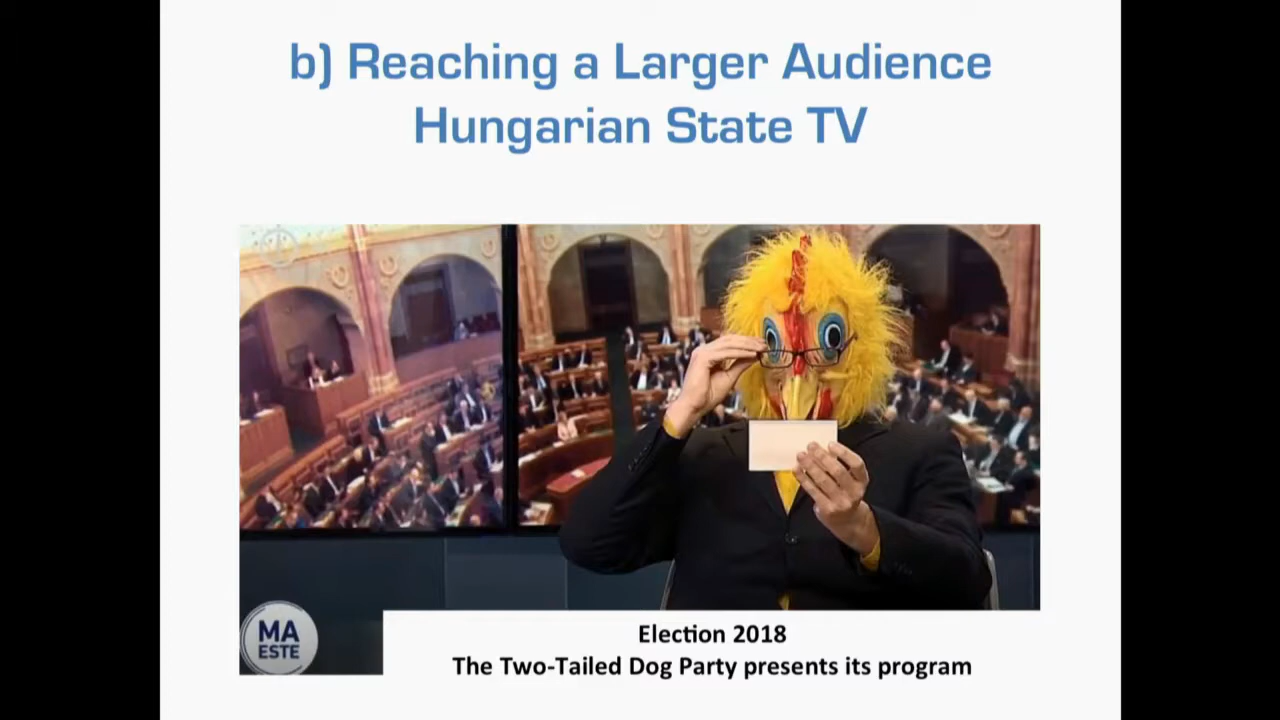 b) Reaching a Larger Audience
Hungarian State TV
MA
ESTE
Election 2018
The Two-Tailed Dog Party presents its program